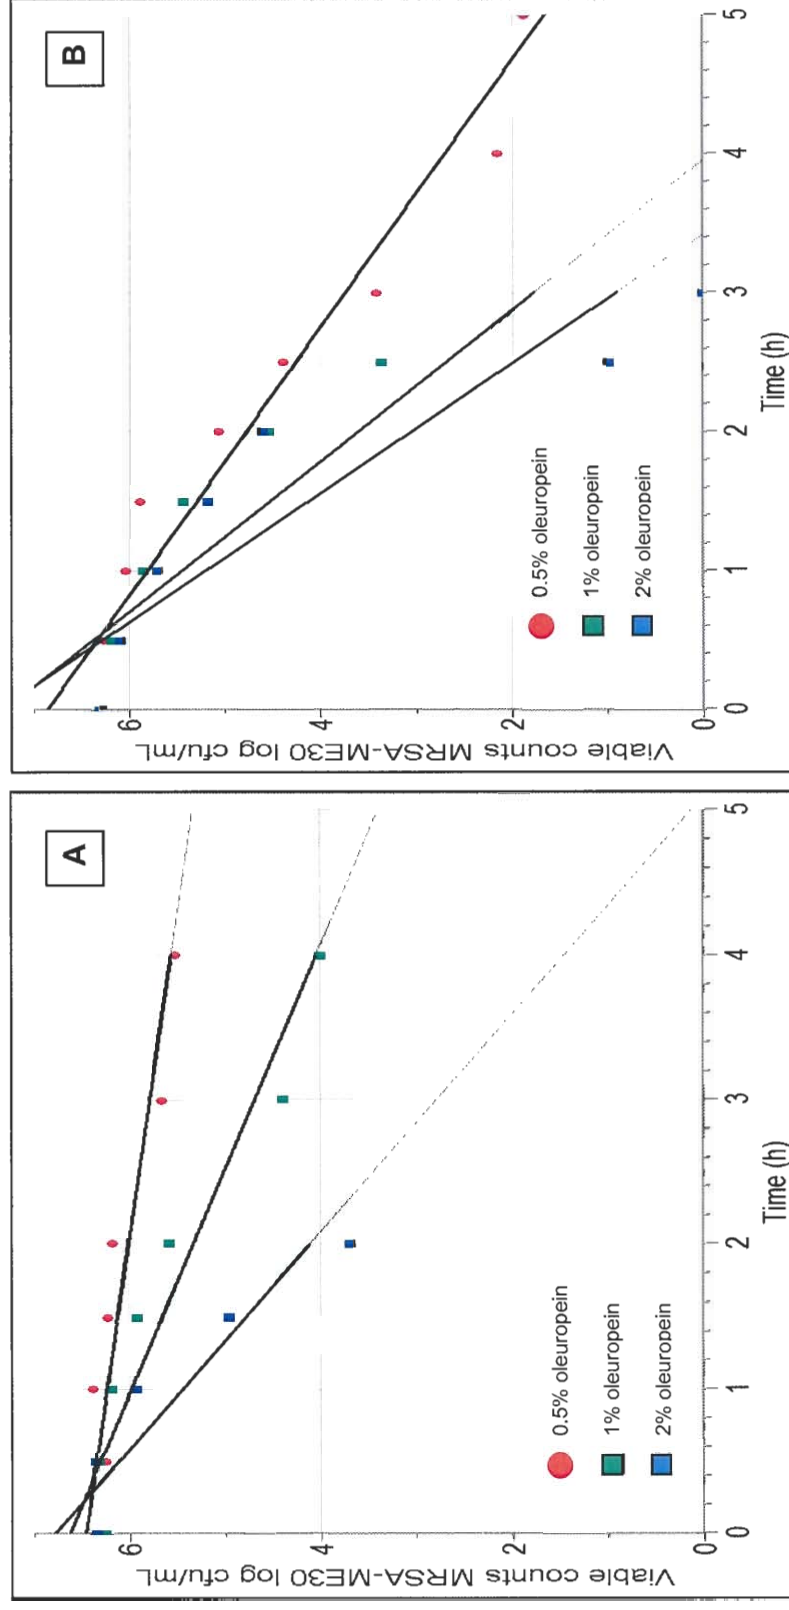 A
Viable counts MRSA-ME30 log cfu/mL
6
4
2
0
0
1
2
3
4
5
Time (h)
0.5% oleuropein
1% oleuropein
2% oleuropein
B
Viable counts MRSA-ME30 log cfu/mL
6
4
2
0
0
1
2
3
4
5
Time (h)
0.5% oleuropein
1% oleuropein
2% oleuropein